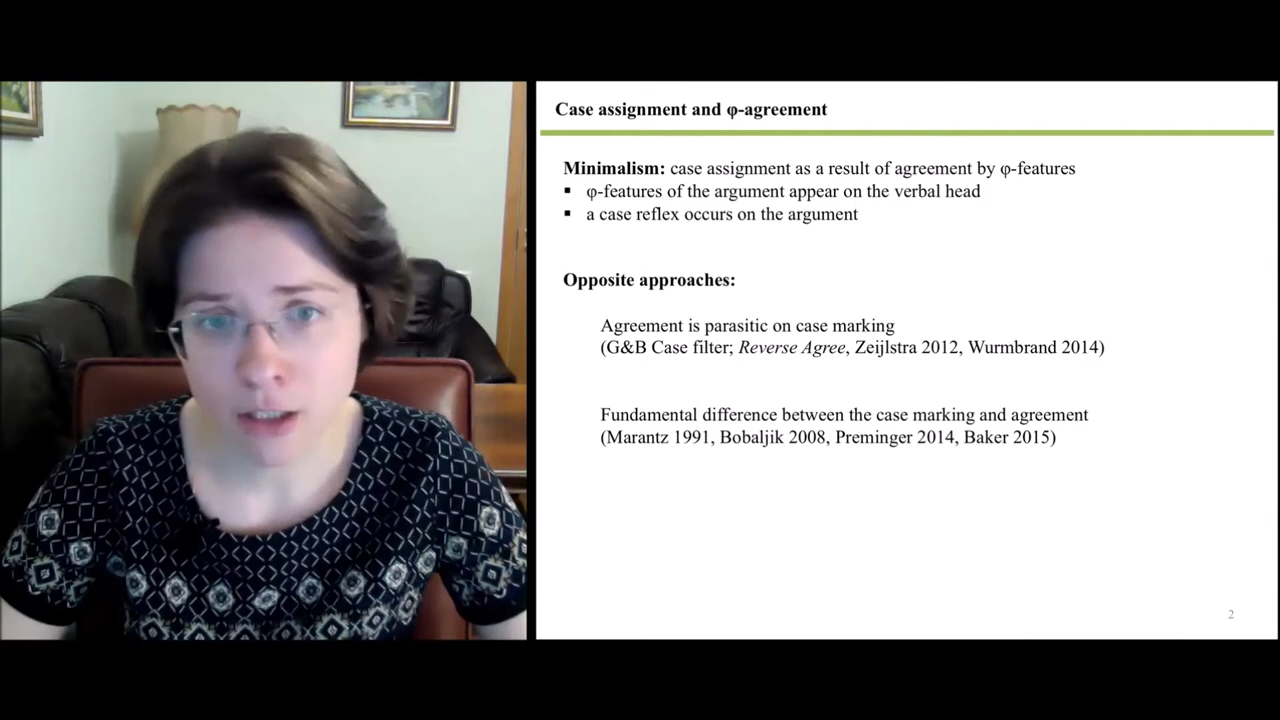 Case assignment and φ-agreement
Minimalism: case assignment as a result of agreement by φ-features
▪ φ-features of the argument appear on the verbal head
▪ a case reflex occurs on the argument
Opposite approaches:
Agreement is parasitic on case marking
(G&B Case filter; Reverse Agree, Zeijlstra 2012, Wurmbrand 2014)
Fundamental difference between the case marking and agreement
(Marantz 1991, Bobaljik 2008, Preminger 2014, Baker 2015)
2